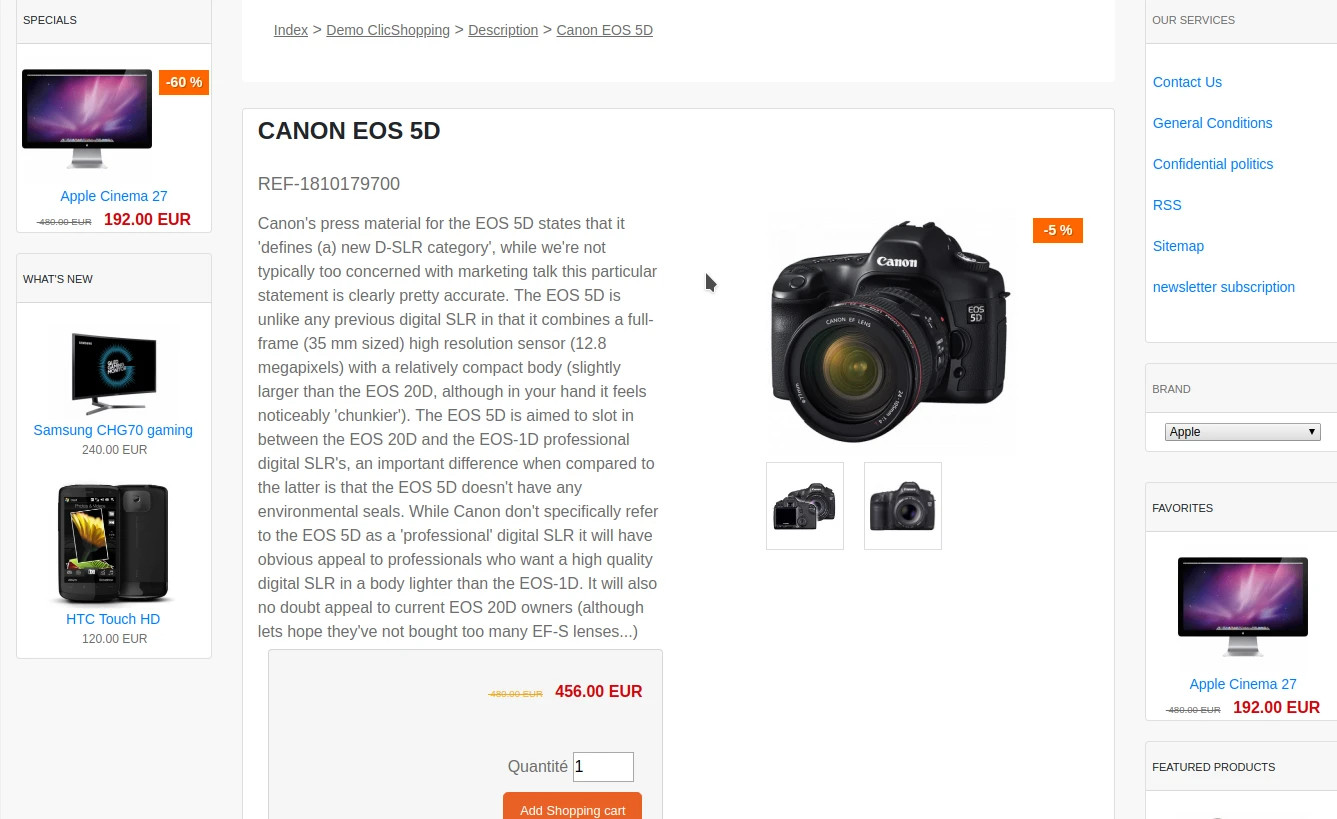 SPECIALS
-60 %
Apple Cinema 27
480.00 EUR 192.00 EUR
WHAT'S NEW
Samsung CHG70 gaming
240.00 EUR
HTC Touch HD
120.00 EUR
Index > Demo ClicShopping > Description > Canon EOS 5D
CANON EOS 5D
REF-1810179700
Canon's press material for the EOS 5D states that it
'defines (a) new D-SLR category', while we're not
typically too concerned with marketing talk this particular
statement is clearly pretty accurate. The EOS 5D is
unlike any previous digital SLR in that it combines a full-
frame (35 mm sized) high resolution sensor (12.8
megapixels) with a relatively compact body (slightly
larger than the EOS 20D, although in your hand it feels
noticeably 'chunkier'). The EOS 5D is aimed to slot in
between the EOS 20D and the EOS-1D professional
digital SLR's, an important difference when compared to
the latter is that the EOS 5D doesn't have any
environmental seals. While Canon don't specifically refer
to the EOS 5D as a 'professional' digital SLR it will have
obvious appeal to professionals who want a high quality
digital SLR in a body lighter than the EOS-1D. It will also
no doubt appeal to current EOS 20D owners (although
lets hope they've not bought too many EF-S lenses...)
-5 %
Canon
EOS
5D
CANON EF LENS
480.00 EUR 456.00 EUR
Quantité 1
Add Shopping cart
OUR SERVICES
Contact Us
General Conditions
Confidential politics
RSS
Sitemap
newsletter subscription
BRAND
Apple
FAVORITES
Apple Cinema 27
480.00 EUR 192.00 EUR
FEATURED PRODUCTS